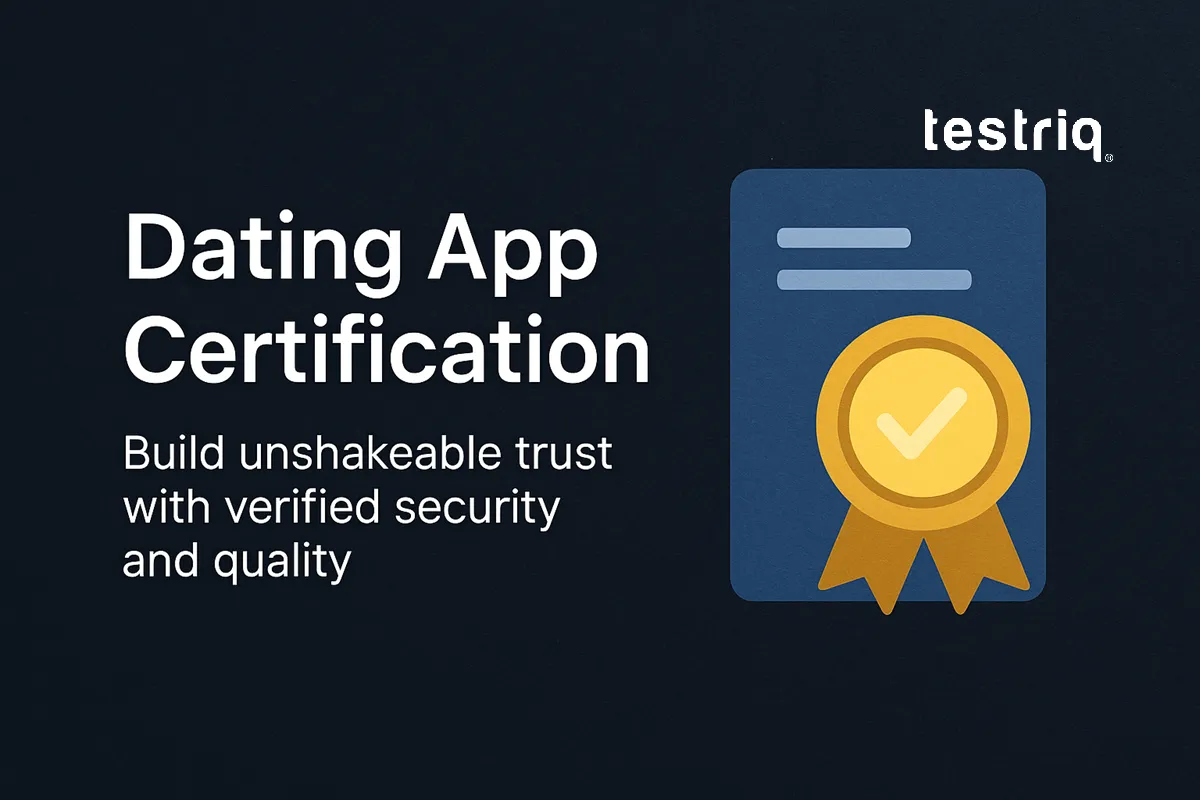 testriq®
Dating App
Certification
Build unshakeable trust
with verified security
and quality